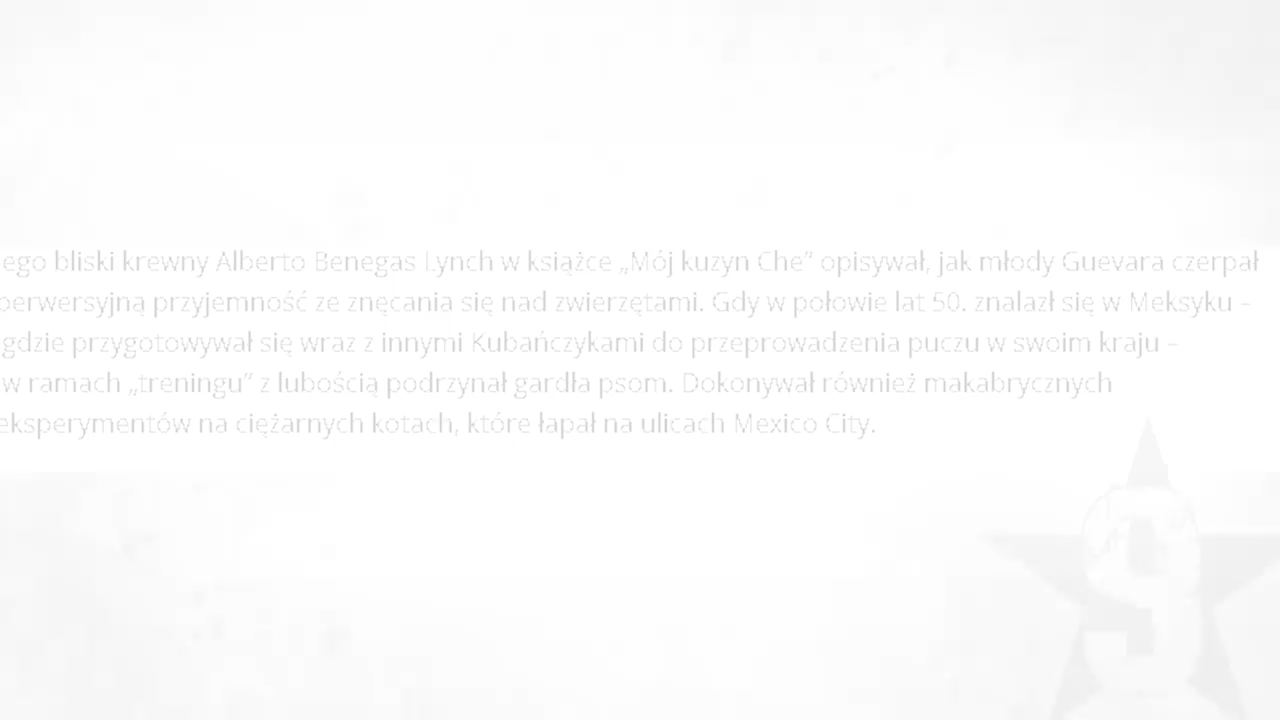 ego bliski krewny Alberto Benegas Lynch w książce „Mój kuzyn Che” opisywał, jak młody Guevara czerpał
perwersyjną przyjemność ze znęcania się nad zwierzętami. Gdy w połowie lat 50. znalazł się w Meksyku –
gdzie przygotowywał się wraz z innymi Kubańczykami do przeprowadzenia puczu w swoim kraju –
w ramach „treningu” z lubością podrzynał gardła psom. Dokonywał również makabrycznych
eksperymentów na ciężarnych kotach, które łapał na ulicach Mexico City.
9